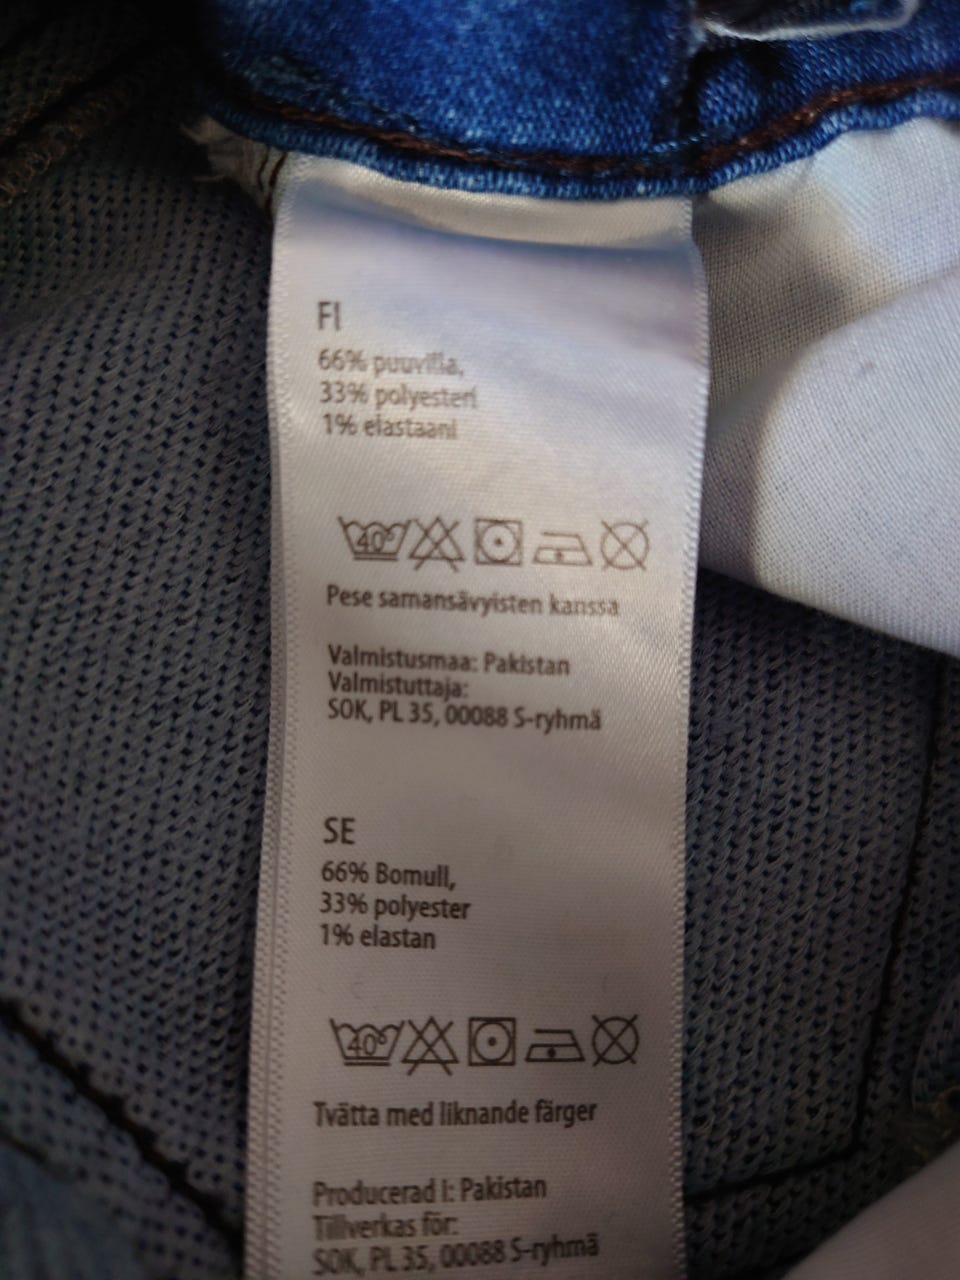 FI
66% puuvilla,
33% polyesteri
1% elastaani
40°
Pese samansävyisten kanssa
Valmistusmaa: Pakistan
Valmistuttaja:
SOK, PL 35, 00088 S-ryhmä
SE
66% Bomull,
33% polyester
1% elastan
40°
Tvätta med liknande färger
Producerad i: Pakistan
Tillverkas för:
SOK, PL 35, 00088 S-ryhmä